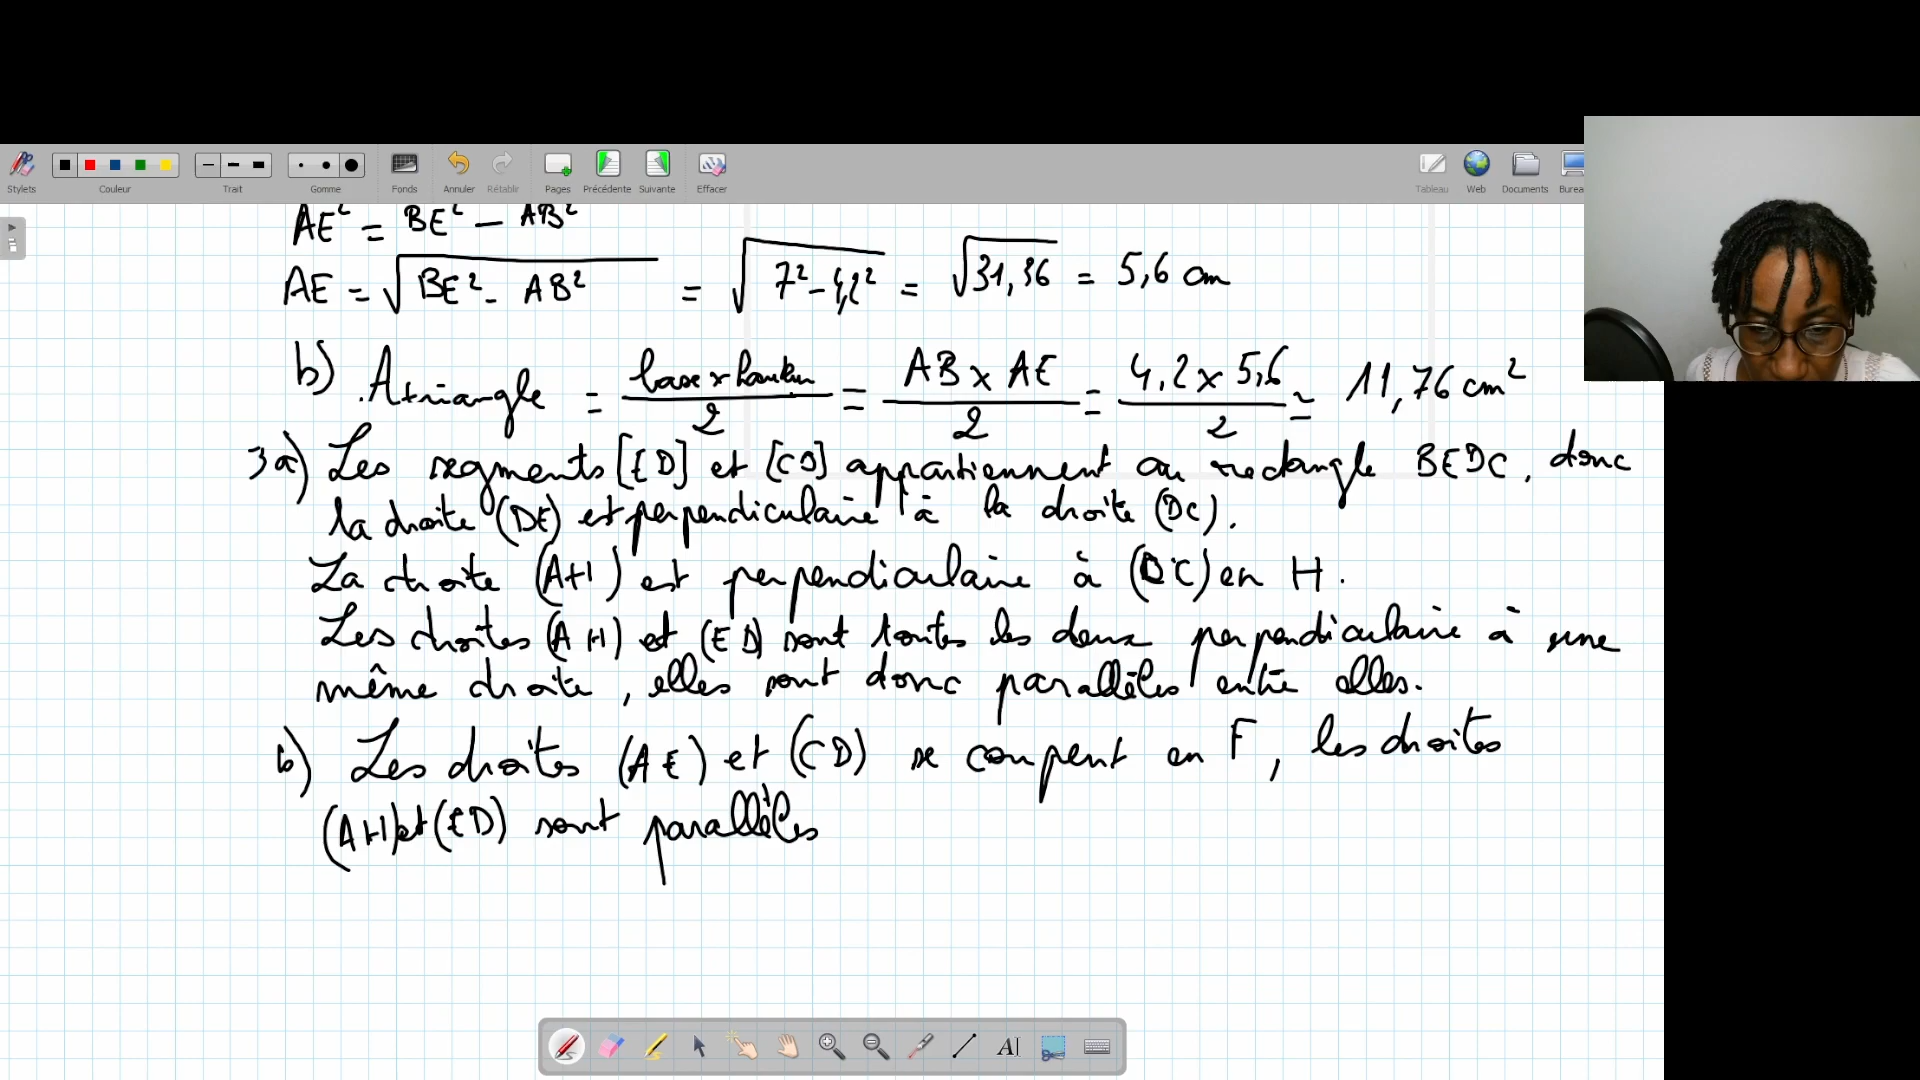 Stylets Couleur Trait Gomme Fonds Annuler Rétablir Pages Précédente Suivante Effacer Tableau Web Documents Burea
AE² = BE² - AB²
AE = √BE² - AB² = √7² - 4,2² = √31,36 = 5,6 cm
b) Atriangle = base x hauteur / 2 = AB x AE / 2 = 4,2 x 5,6 / 2 = 11,76 cm²
3a) Les segments [ED] et [CD] appartiennent au rectangle BEDC, donc
la droite (DE) est perpendiculaire à la droite (DC).
La droite (AH) est perpendiculaire à (DC) en H.
Les droites (AH) et (ED) sont toutes les deux perpendiculaire à une
même droite, elles sont donc parallèles entre elles.
b) Les droites (AE) et (CD) se coupent en F, les droites
(AH) et (ED) sont parallèles
A